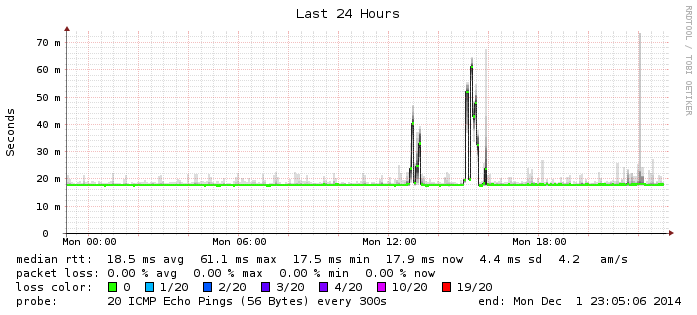 Last 24 Hours
RRDTOOL / TOBI OETIKER
Seconds
70 m
60 m
50 m
40 m
30 m
20 m
10 m
0
Mon 00:00 Mon 06:00 Mon 12:00 Mon 18:00
median rtt: 18.5 ms avg 61.1 ms max 17.5 ms min 17.9 ms now 4.4 ms sd 4.2 am/s
packet loss: 0.00 % avg 0.00 % max 0.00 % min 0.00 % now
loss color: 0 1/20 2/20 3/20 4/20 10/20 19/20
probe: 20 ICMP Echo Pings (56 Bytes) every 300s end: Mon Dec 1 23:05:06 2014